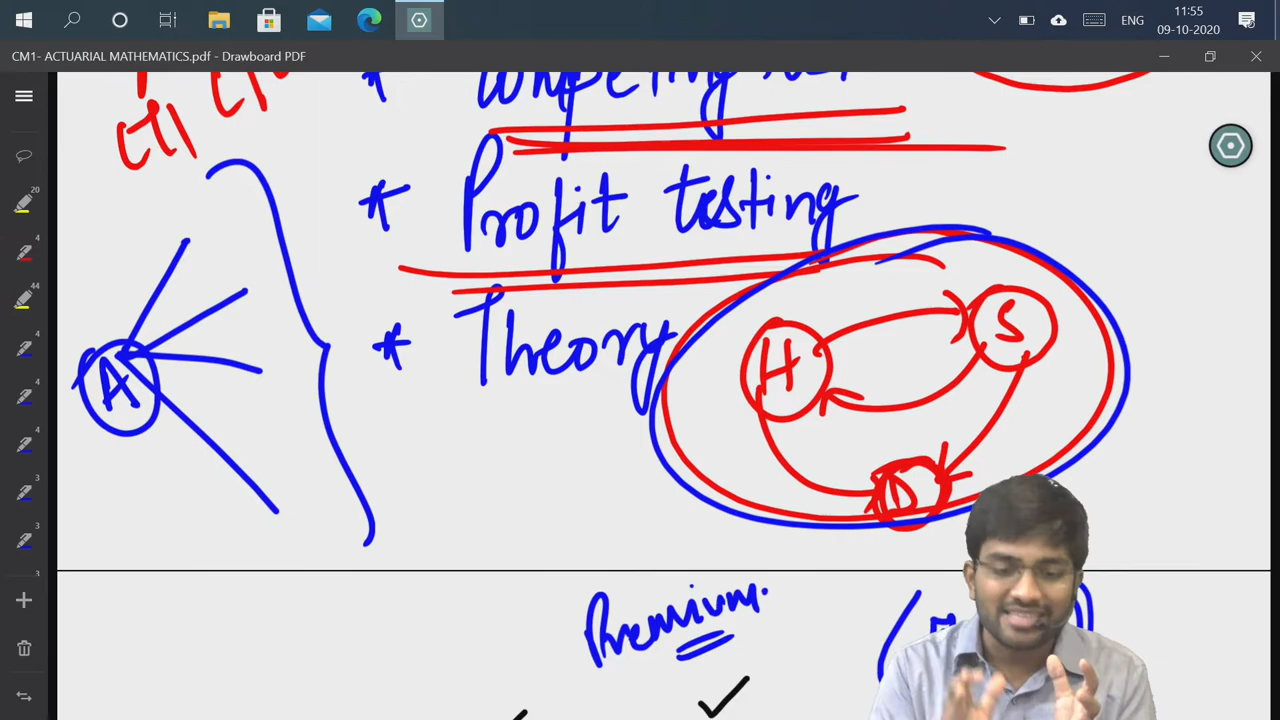 ENG
11:55
09-10-2020
CM1- ACTUARIAL MATHEMATICS.pdf - Drawboard PDF
20
4
44
4
4
4
3
3
3
* Competing
* Profit testing
* Theory
A
H
S
D
Premium.